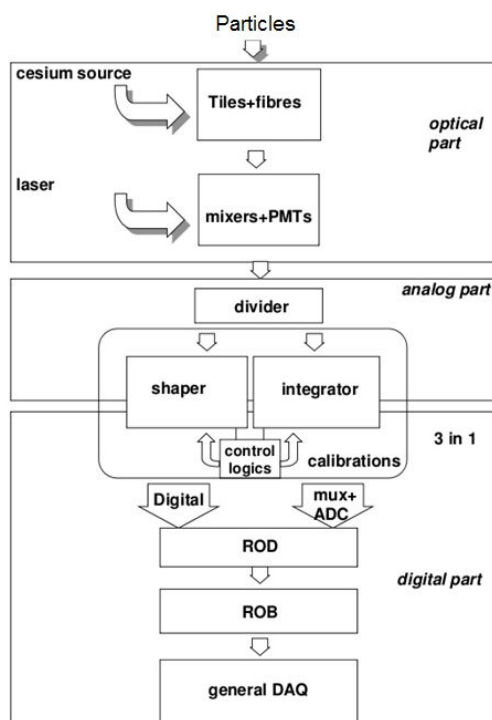 Particles
cesium source
Tiles+fibres
optical
part
laser
mixers+PMTs
analog part
divider
shaper
integrator
3 in 1
control
logics
calibrations
Digital
mux+
ADC
ROD
digital part
ROB
general DAQ